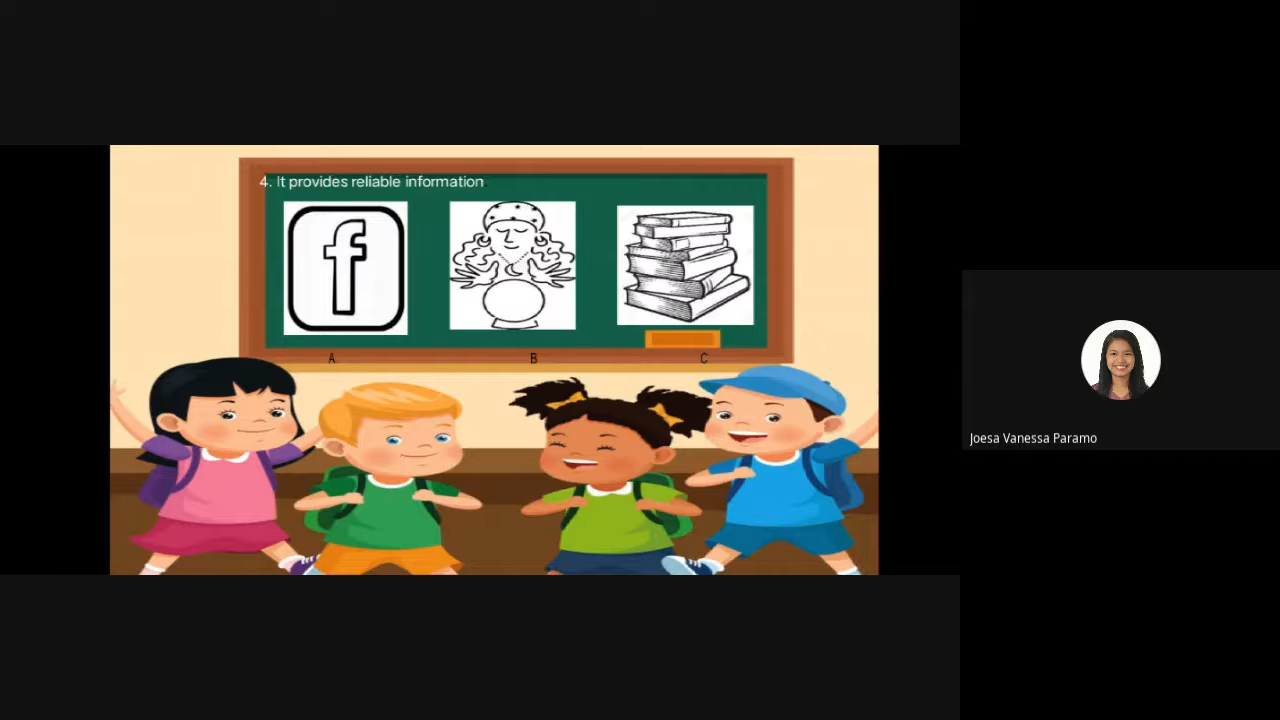 4. It provides reliable information
f
A
B
C
Joesa Vanessa Paramo